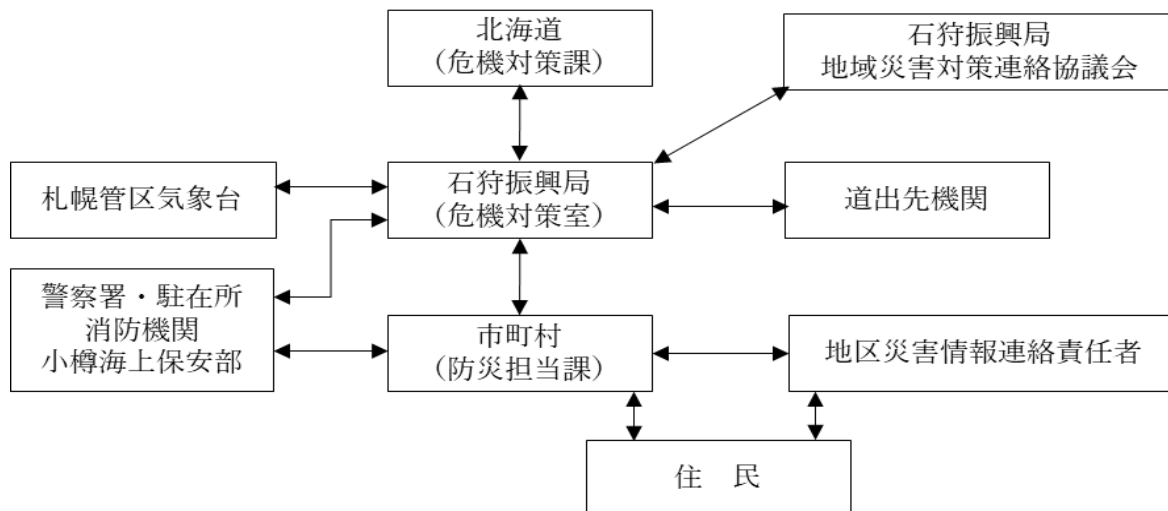 北海道
（危機対策課）
石狩振興局
地域災害対策連絡協議会
札幌管区気象台
石狩振興局
（危機対策室）
道出先機関
警察署・駐在所
消防機関
小樽海上保安部
市町村
（防災担当課）
地区災害情報連絡責任者
住　民